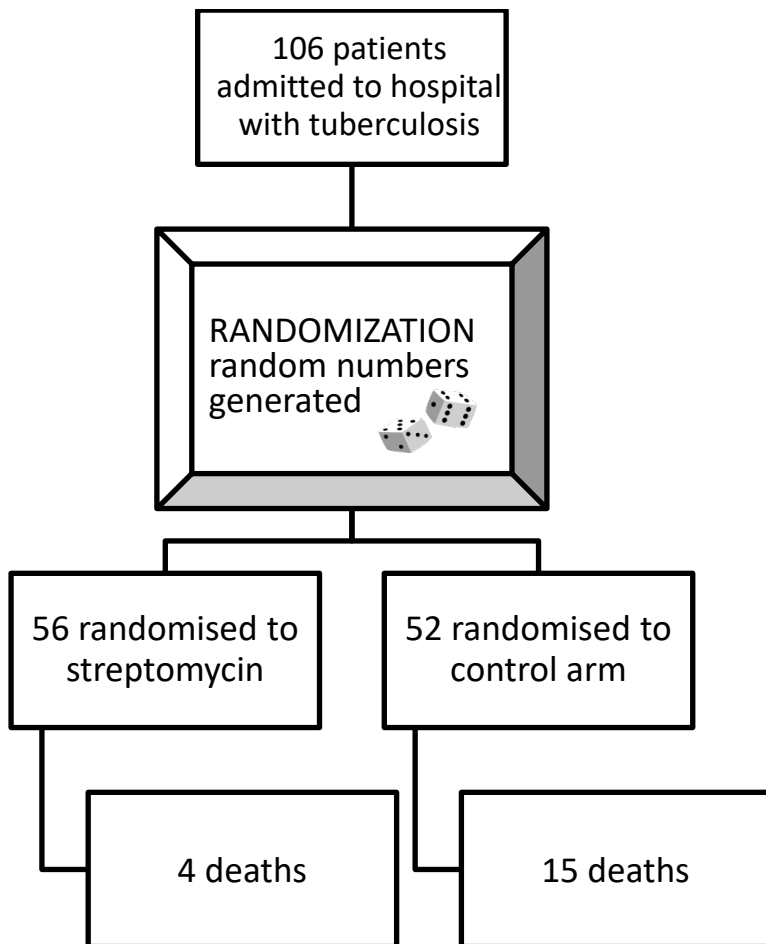 106 patients
admitted to hospital
with tuberculosis
RANDOMIZATION
random numbers
generated
56 randomised to
streptomycin
52 randomised to
control arm
4 deaths
15 deaths